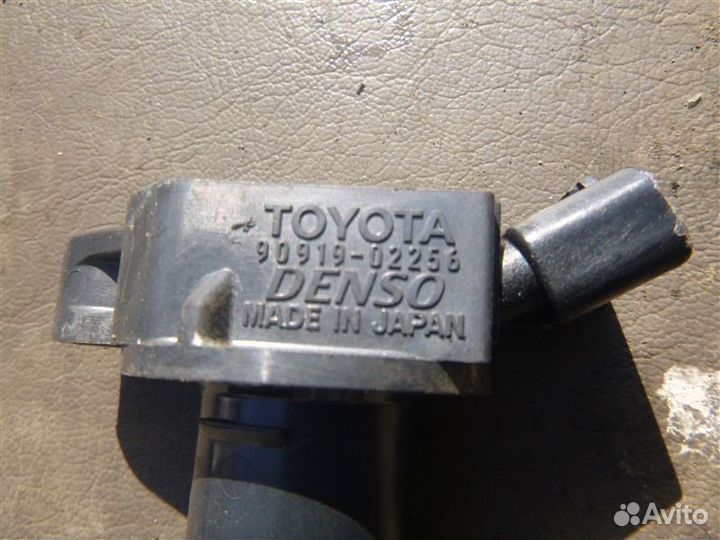 TOYOTA
90919-02256
DENSO
MADE IN JAPAN
Avito